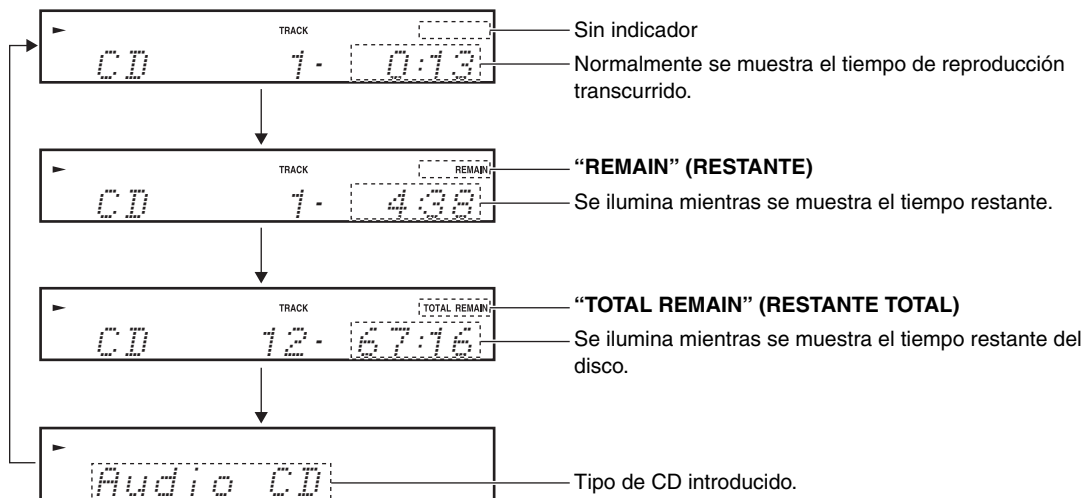 TRACK
CD 1- 0:13
Sin indicador
Normalmente se muestra el tiempo de reproducción
transcurrido.
TRACK REMAIN
CD 1- 4:38
“REMAIN” (RESTANTE)
Se ilumina mientras se muestra el tiempo restante.
TRACK TOTAL REMAIN
CD 12- 67:16
“TOTAL REMAIN” (RESTANTE TOTAL)
Se ilumina mientras se muestra el tiempo restante del
disco.
Audio CD
Tipo de CD introducido.